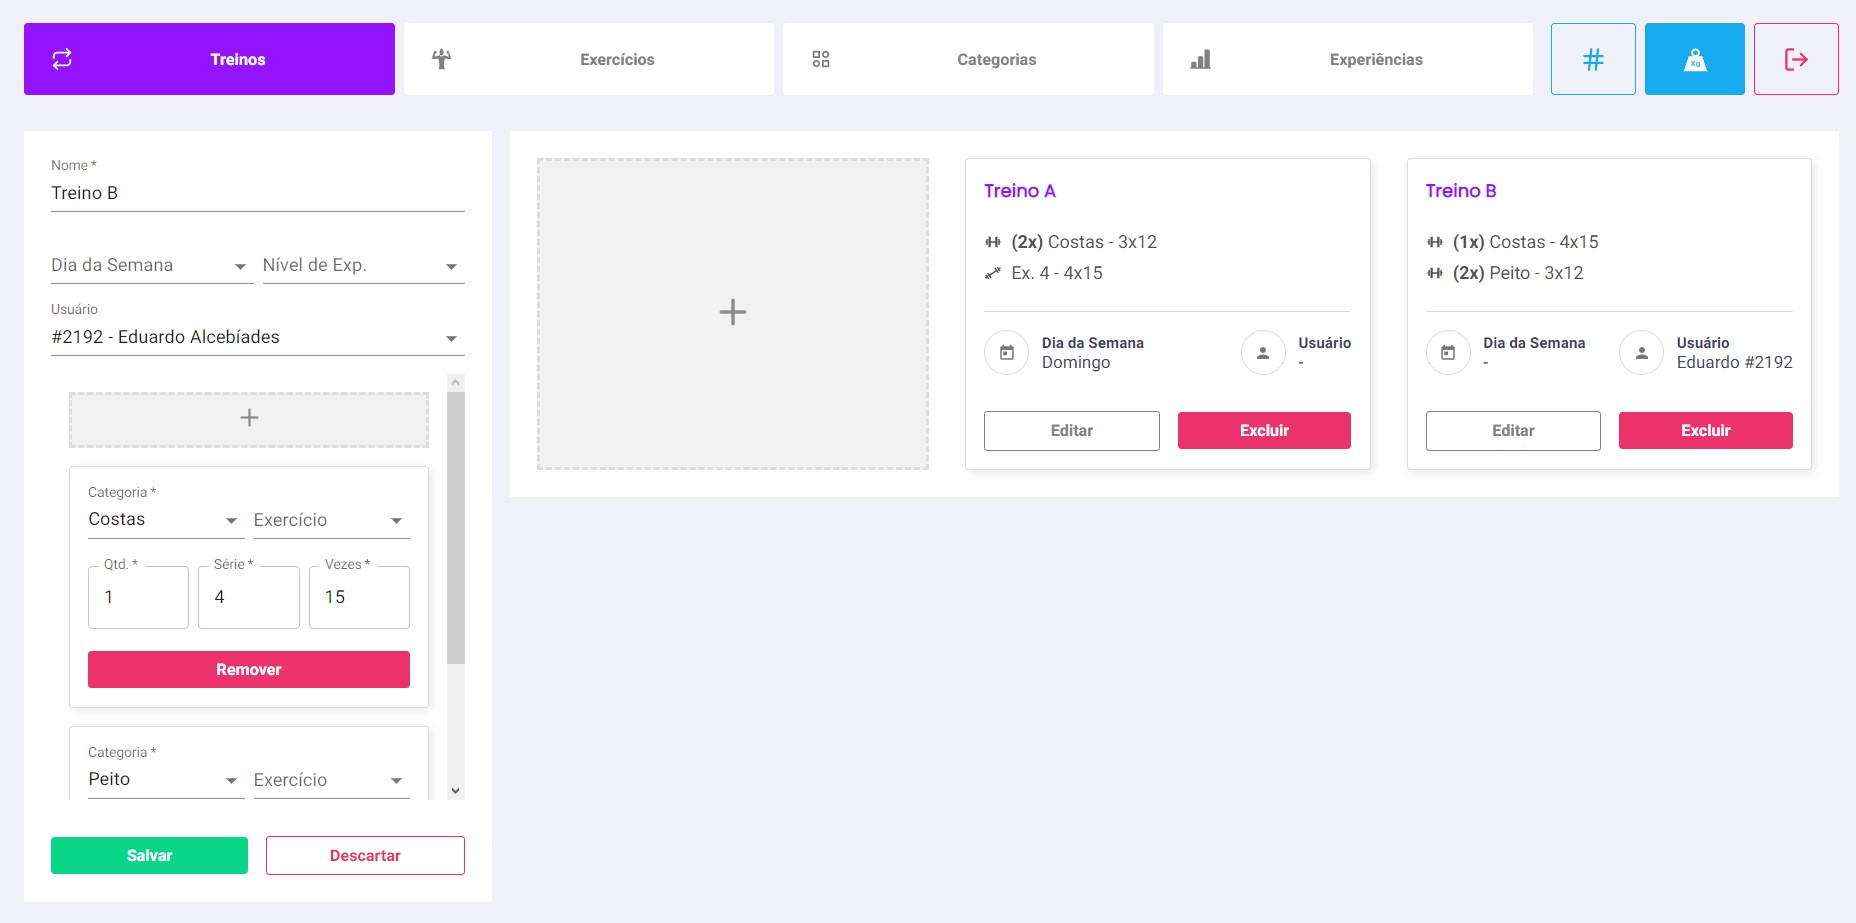 Treinos
Exercícios
Categorias
Experiências
Kg
Nome *
Treino B
Dia da Semana
Nível de Exp.
Usuário
#2192 - Eduardo Alcebíades
Categoria *
Costas
Exercício
Qtd. *
Série *
Vezes *
1
4
15
Remover
Categoria *
Peito
Exercício
Salvar
Descartar
Treino A
(2x) Costas - 3x12
Ex. 4 - 4x15
Dia da Semana
Domingo
Usuário
-
Editar
Excluir
Treino B
(1x) Costas - 4x15
(2x) Peito - 3x12
Dia da Semana
-
Usuário
Eduardo #2192
Editar
Excluir